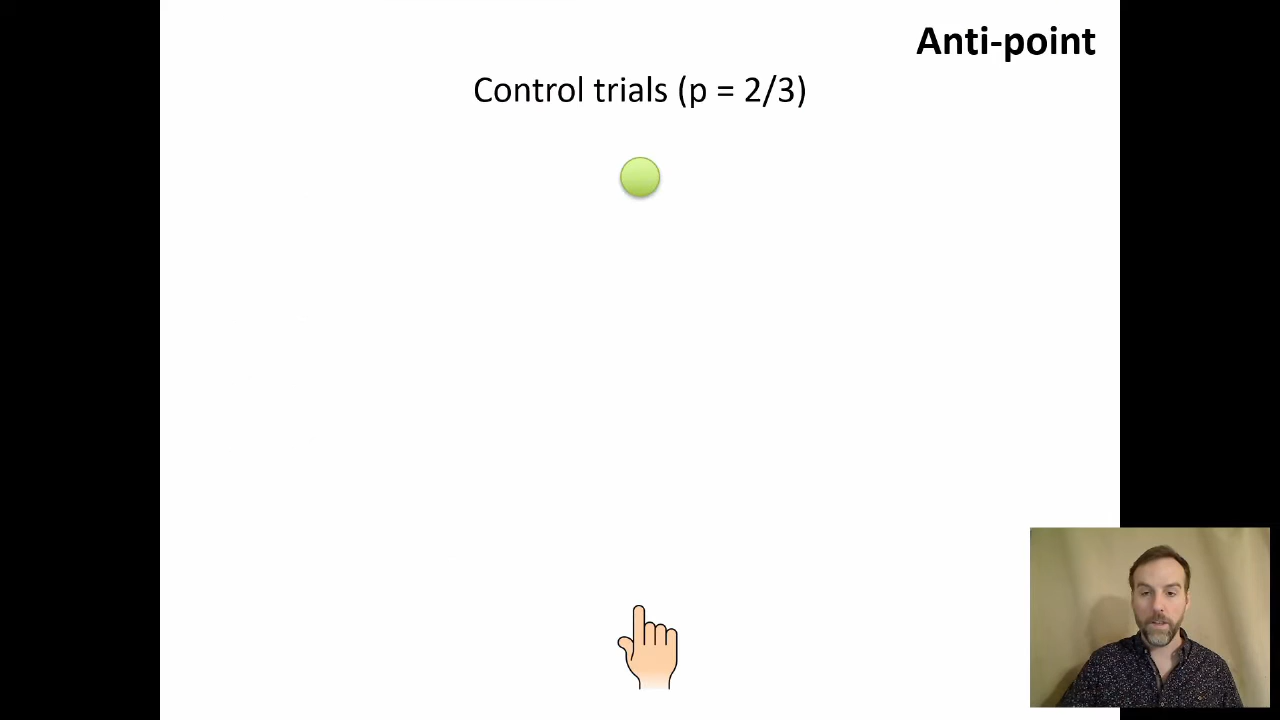 Anti-point
Control trials (p = 2/3)